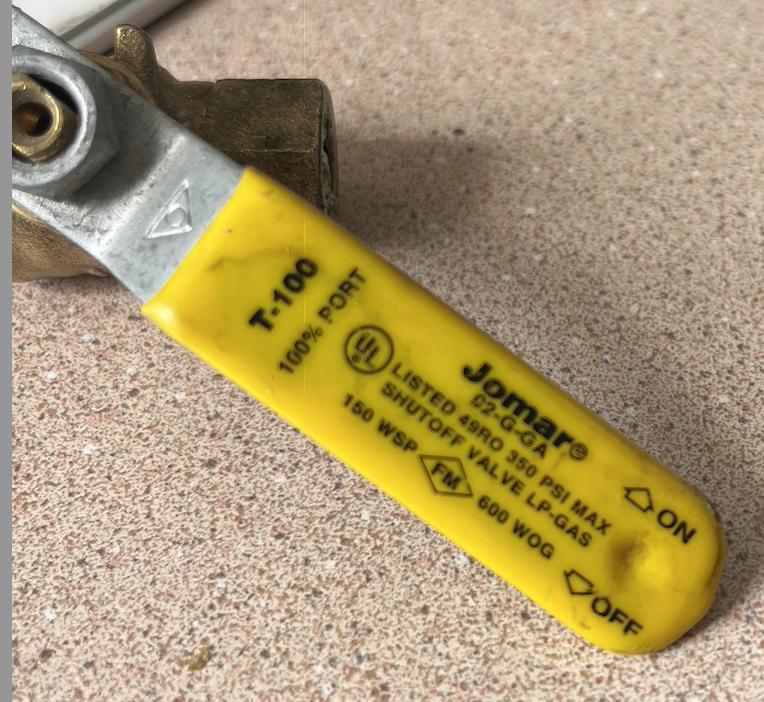 T-100
100% PORT
UL®
Jomar®
C2-G-GA
LISTED 49RO 350 PSI MAX
SHUTOFF VALVE LP-GAS
150 WSP FM 600 WOG
ON
OFF